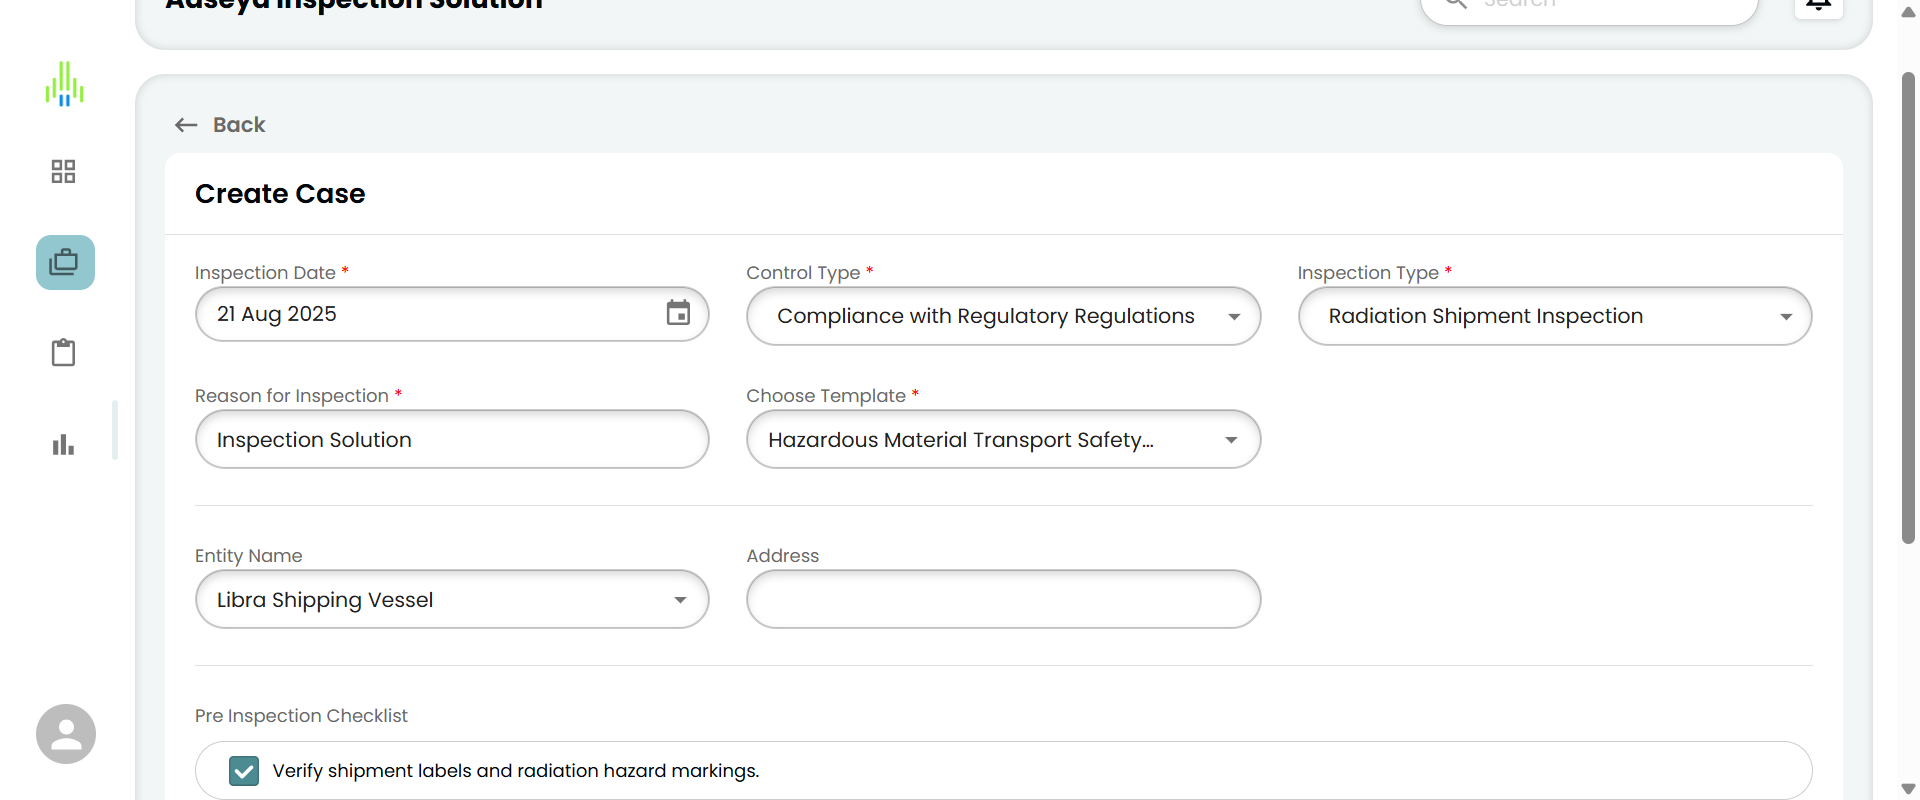 Aaseya Inspection Solution
Search
Back
Create Case
Inspection Date *
Control Type *
Inspection Type *
21 Aug 2025
Compliance with Regulatory Regulations
Radiation Shipment Inspection
Reason for Inspection *
Choose Template *
Inspection Solution
Hazardous Material Transport Safety...
Entity Name
Address
Libra Shipping Vessel
Pre Inspection Checklist
Verify shipment labels and radiation hazard markings.